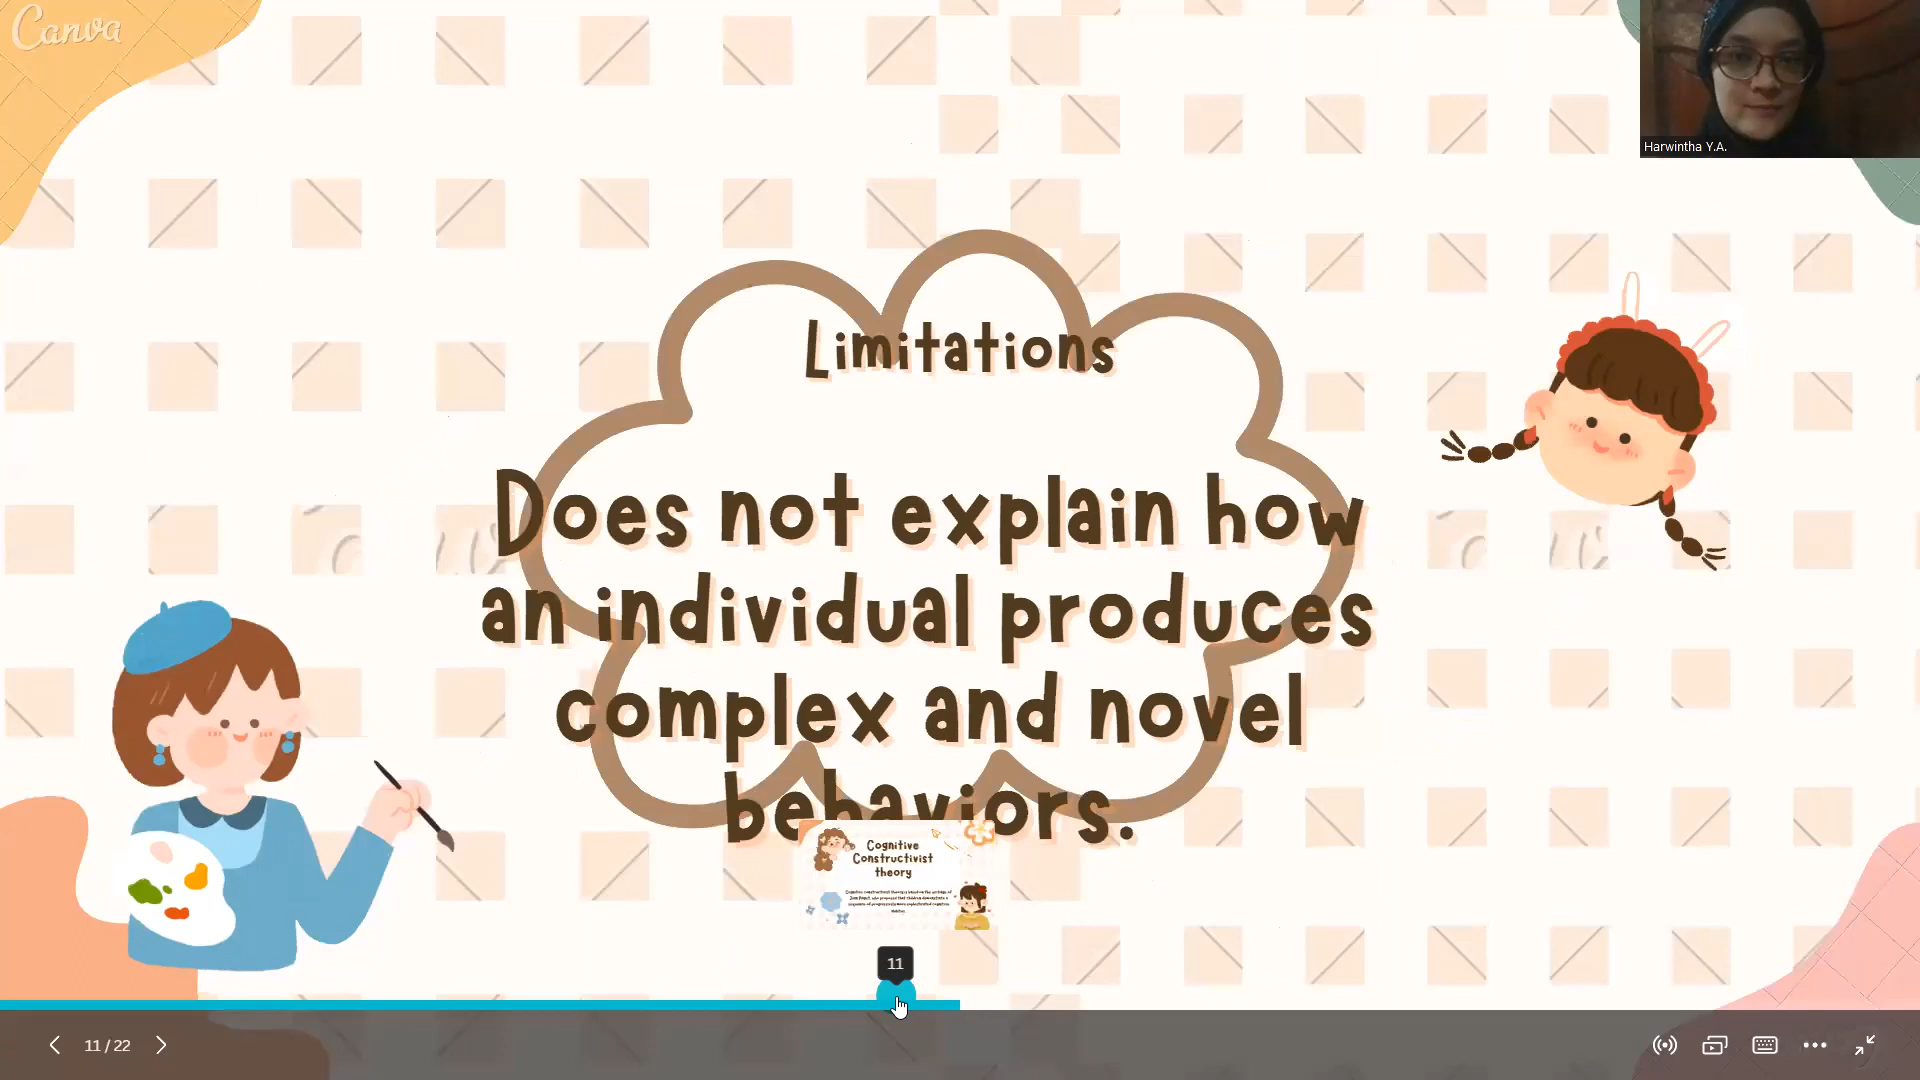 Canva
Harwintha Y.A.
Limitations
Does not explain how
an individual produces
complex and novel
behaviors.
Cognitive
Constructivist
theory
11
11 / 22